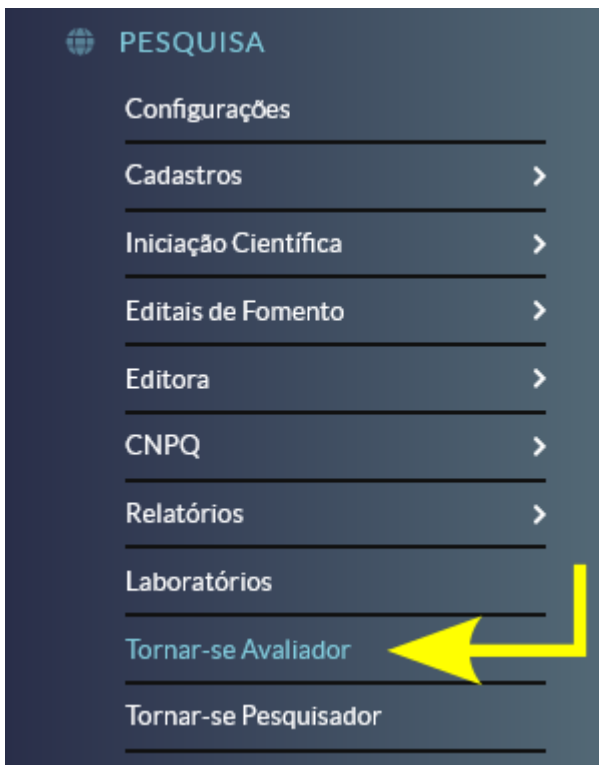 PESQUISA
Configurações
Cadastros
Iniciação Científica
Editais de Fomento
Editora
CNPQ
Relatórios
Laboratórios
Tornar-se Avaliador
Tornar-se Pesquisador